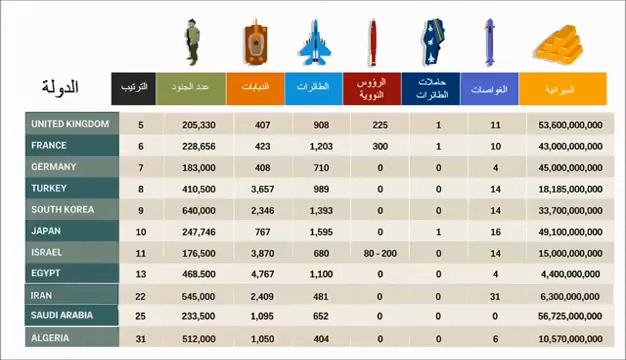 الدولة الترتيب عدد الجنود الدبابات الطائرات الرؤوس النووية حاملات الطائرات الغواصات الميزانية
UNITED KINGDOM 5 205,330 407 908 225 1 11 53,600,000,000
FRANCE 6 228,656 423 1,203 300 1 10 43,000,000,000
GERMANY 7 183,000 408 710 0 0 4 45,000,000,000
TURKEY 8 410,500 3,657 989 0 0 14 18,185,000,000
SOUTH KOREA 9 640,000 2,346 1,393 0 0 14 33,700,000,000
JAPAN 10 247,746 767 1,595 0 1 16 49,100,000,000
ISRAEL 11 176,500 3,870 680 80 - 200 0 14 15,000,000,000
EGYPT 13 468.500 4,767 1,100 0 0 4 4,400,000,000
IRAN 22 545,000 2,409 481 0 0 31 6,300,000,000
SAUDI ARABIA 25 233,500 1,095 652 0 0 0 56,725,000,000
ALGERIA 31 512,000 1,050 404 0 0 6 10,570,000,000